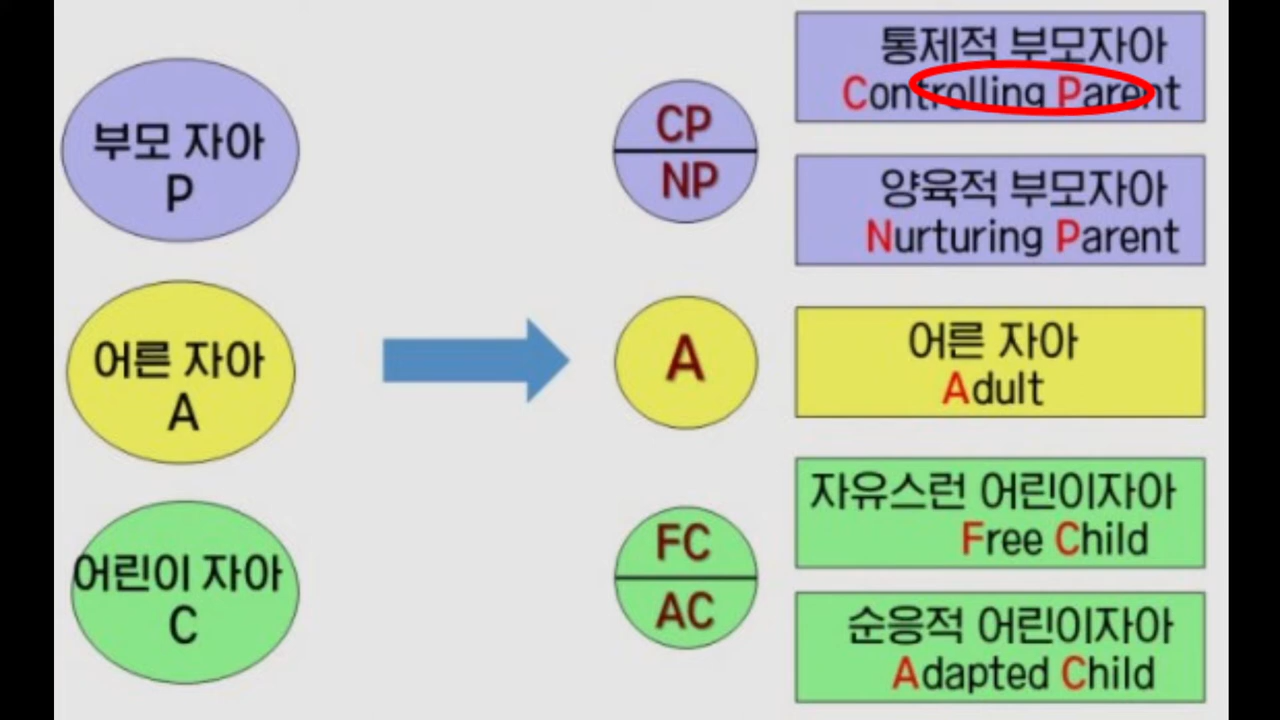 부모 자아
P
어른 자아
A
어린이 자아
C
CP
NP
A
FC
AC
통제적 부모자아
Controlling Parent
양육적 부모자아
Nurturing Parent
어른 자아
Adult
자유스런 어린이자아
Free Child
순응적 어린이자아
Adapted Child